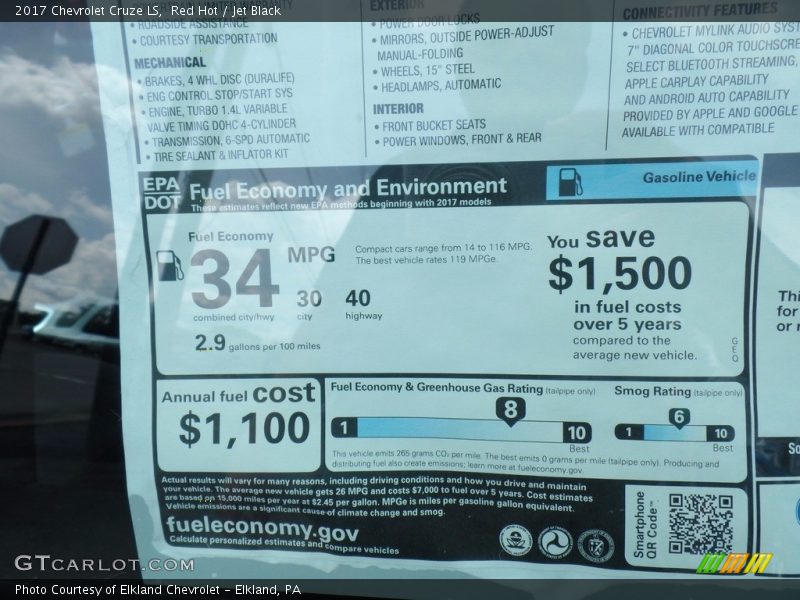 2017 Chevrolet Cruze LS, Red Hot / Jet Black
• ROADSIDE ASSISTANCE
• COURTESY TRANSPORTATION
MECHANICAL
• BRAKES, 4 WHL DISC (DURALIFE)
• ENG CONTROL STOP/START SYS
• ENGINE, TURBO 1.4L VARIABLE
VALVE TIMING DOHC 4-CYLINDER
• TRANSMISSION, 6-SPD AUTOMATIC
• TIRE SEALANT & INFLATOR KIT
EXTERIOR
• POWER DOOR LOCKS
• MIRRORS, OUTSIDE POWER-ADJUST
MANUAL-FOLDING
• WHEELS, 15" STEEL
• HEADLAMPS, AUTOMATIC
INTERIOR
• FRONT BUCKET SEATS
• POWER WINDOWS, FRONT & REAR
CONNECTIVITY FEATURES
• CHEVROLET MYLINK AUDIO SYST
7" DIAGONAL COLOR TOUCHSCRE
SELECT BLUETOOTH STREAMING,
APPLE CARPLAY CAPABILITY
AND ANDROID AUTO CAPABILITY
PROVIDED BY APPLE AND GOOGLE
AVAILABLE WITH COMPATIBLE
EPA
DOT
Fuel Economy and Environment
These estimates reflect new EPA methods beginning with 2017 models
Gasoline Vehicle
Fuel Economy
34 MPG
combined city/hwy
30
city
40
highway
2.9 gallons per 100 miles
Compact cars range from 14 to 116 MPG.
The best vehicle rates 119 MPGe.
You save
$1,500
in fuel costs
over 5 years
compared to the
average new vehicle.
GEO
Thi
for
or r
Annual fuel cost
$1,100
Fuel Economy & Greenhouse Gas Rating (tailpipe only)
8
1 10
Best
Smog Rating (tailpipe only)
6
1 10
Best
This vehicle emits 265 grams CO₂ per mile. The best emits 0 grams per mile (tailpipe only). Producing and
distributing fuel also create emissions; learn more at fueleconomy.gov.
Actual results will vary for many reasons, including driving conditions and how you drive and maintain
your vehicle. The average new vehicle gets 26 MPG and costs $7,000 to fuel over 5 years. Cost estimates
are based on 15,000 miles per year at $2.45 per gallon. MPGe is miles per gasoline gallon equivalent.
Vehicle emissions are a significant cause of climate change and smog.
fueleconomy.gov
Calculate personalized estimates and compare vehicles
Smartphone
QR Code™
So
GTcarlot.com
Photo Courtesy of Elkland Chevrolet - Elkland, PA